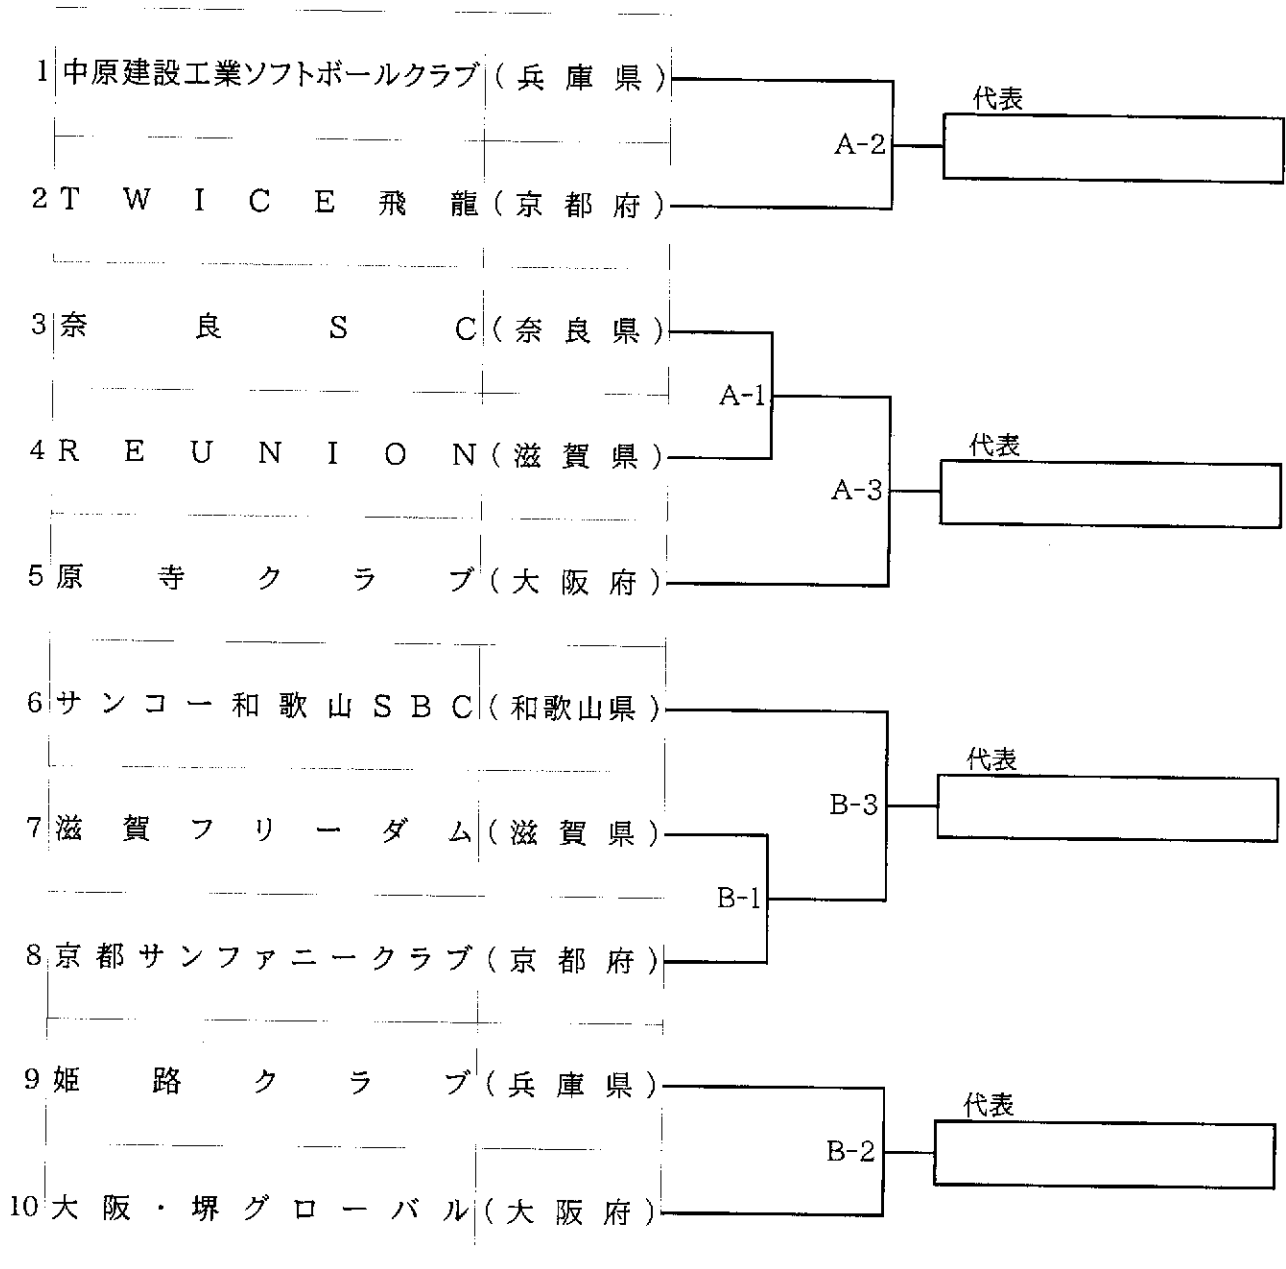 1 中原建設工業ソフトボールクラブ (兵庫県)
代表
A-2
2 TWICE飛龍 (京都府)
3 奈良SC (奈良県)
A-1
4 REUNION (滋賀県)
代表
A-3
5 原寺クラブ (大阪府)
6 サンコー和歌山SBC (和歌山県)
代表
B-3
7 滋賀フリーダム (滋賀県)
B-1
8 京都サンファニークラブ (京都府)
9 姫路クラブ (兵庫県)
代表
B-2
10 大阪・堺グローバル (大阪府)